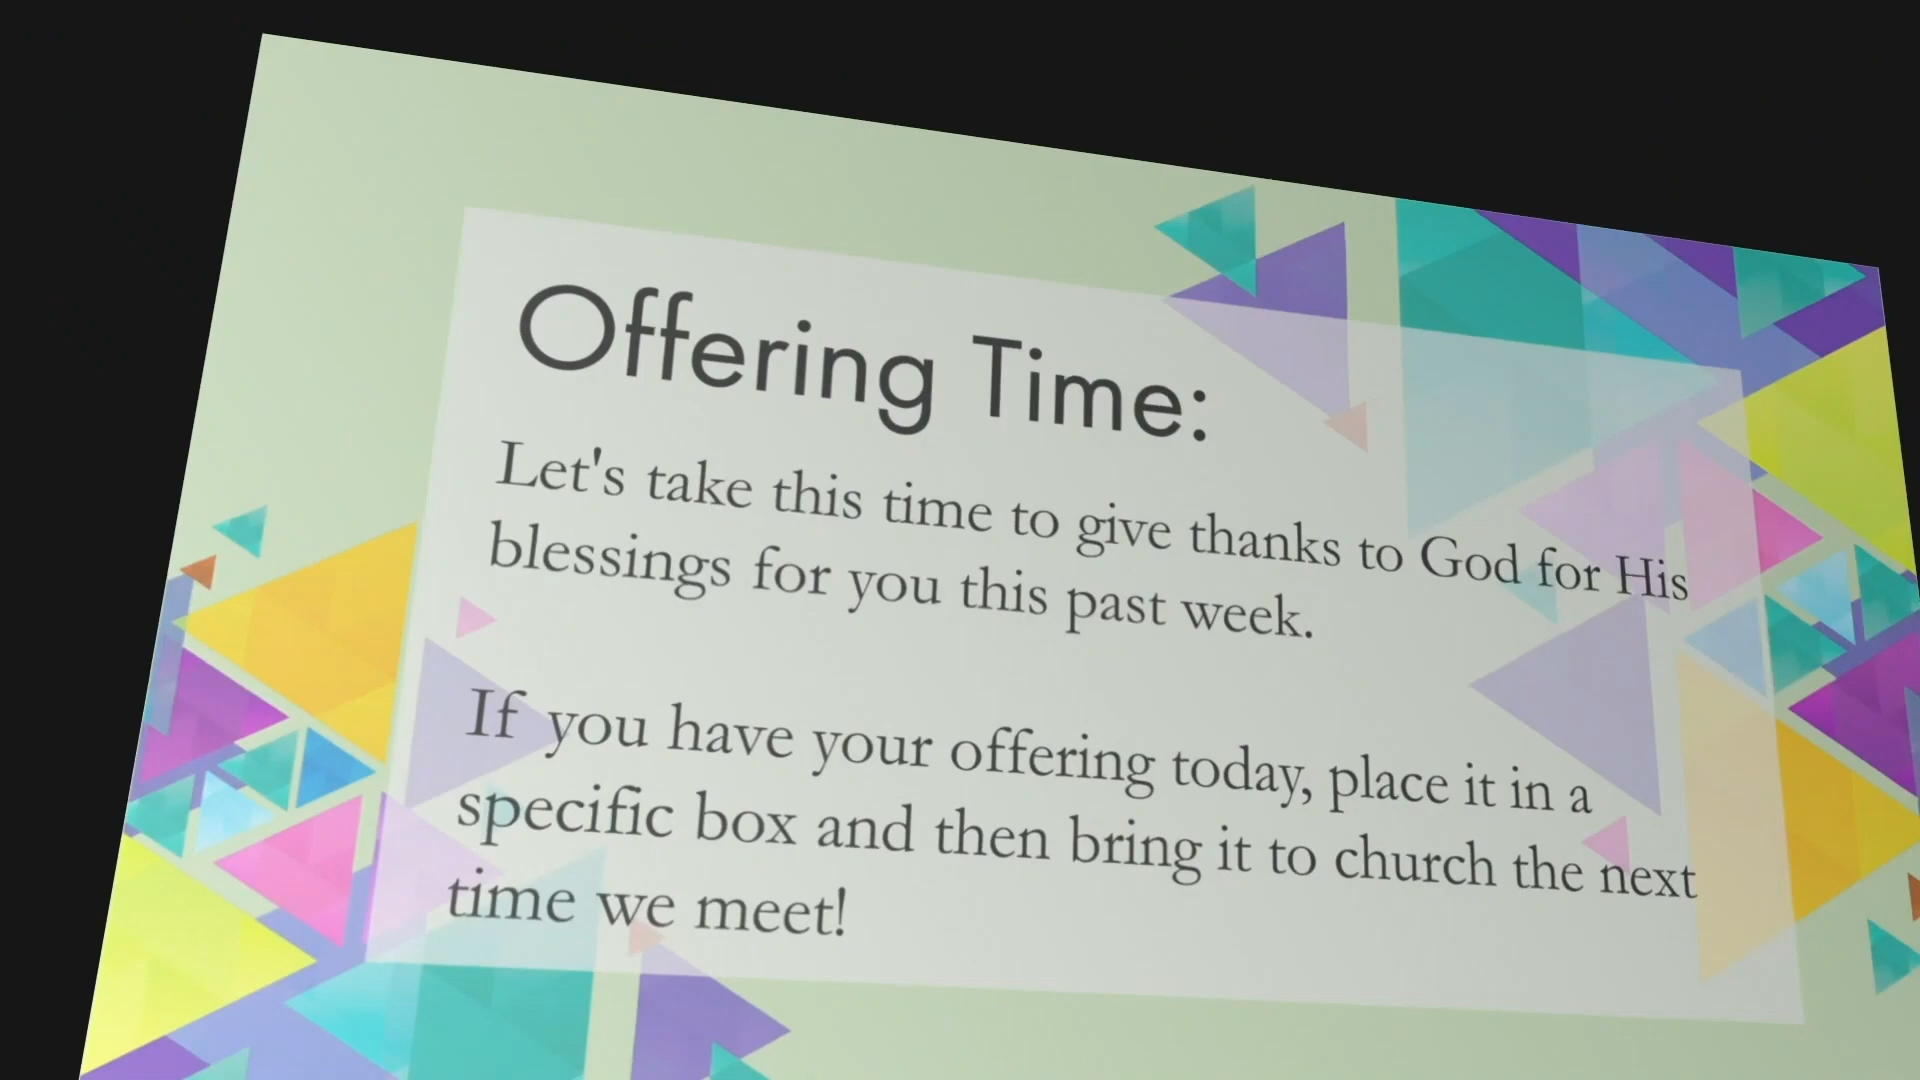 Offering Time:
Let's take this time to give thanks to God for His
blessings for you this past week.
If you have your offering today, place it in a
specific box and then bring it to church the next
time we meet!